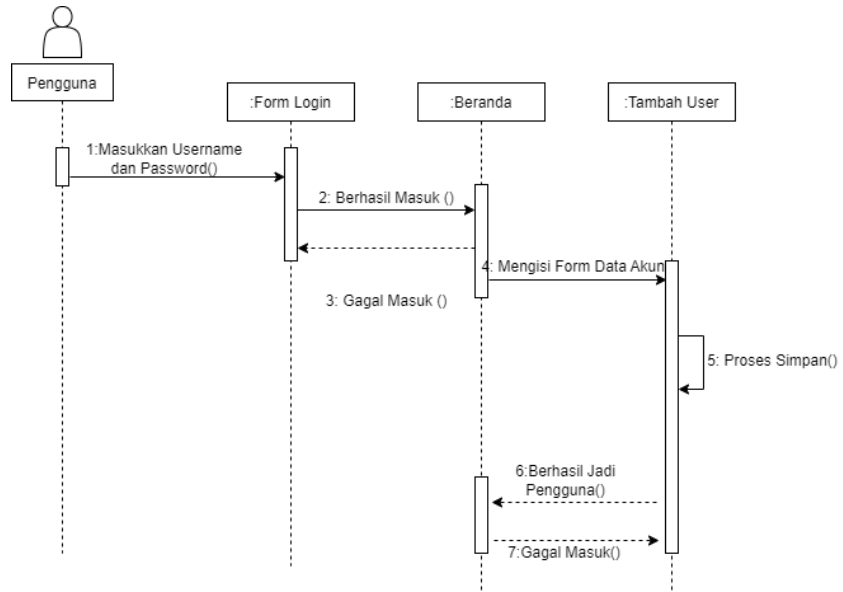 Pengguna
:Form Login
:Beranda
:Tambah User
1:Masukkan Username
dan Password()
2: Berhasil Masuk ()
3: Gagal Masuk ()
4: Mengisi Form Data Akun
5: Proses Simpan()
6:Berhasil Jadi
Pengguna()
7:Gagal Masuk()